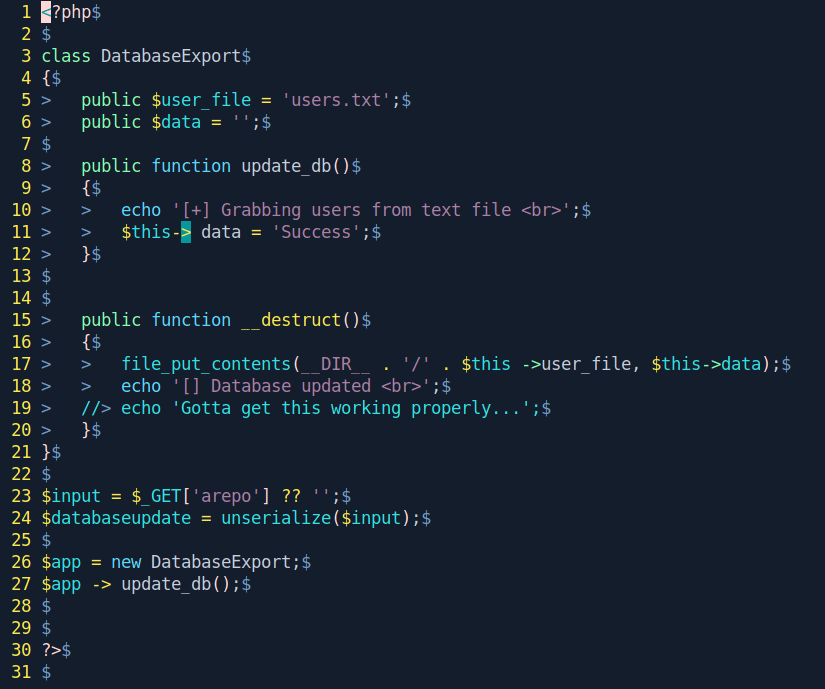 1 <?php$
2 $
3 class DatabaseExport$
4 {$
5 >   public $user_file = 'users.txt';$
6 >   public $data = '';$
7 $
8 >   public function update_db()$
9 >   {$
10 >   >   echo '[+] Grabbing users from text file <br>';$
11 >   >   $this-> data = 'Success';$
12 >   }$
13 $
14 $
15 >   public function __destruct()$
16 >   {$
17 >   >   file_put_contents(__DIR__ . '/' . $this ->user_file, $this->data);$
18 >   >   echo '[] Database updated <br>';$
19 >   //> echo 'Gotta get this working properly...';$
20 >   }$
21 }$
22 $
23 $input = $_GET['arepo'] ?? '';$
24 $databaseupdate = unserialize($input);$
25 $
26 $app = new DatabaseExport;$
27 $app -> update_db();$
28 $
29 $
30 ?>$
31 $